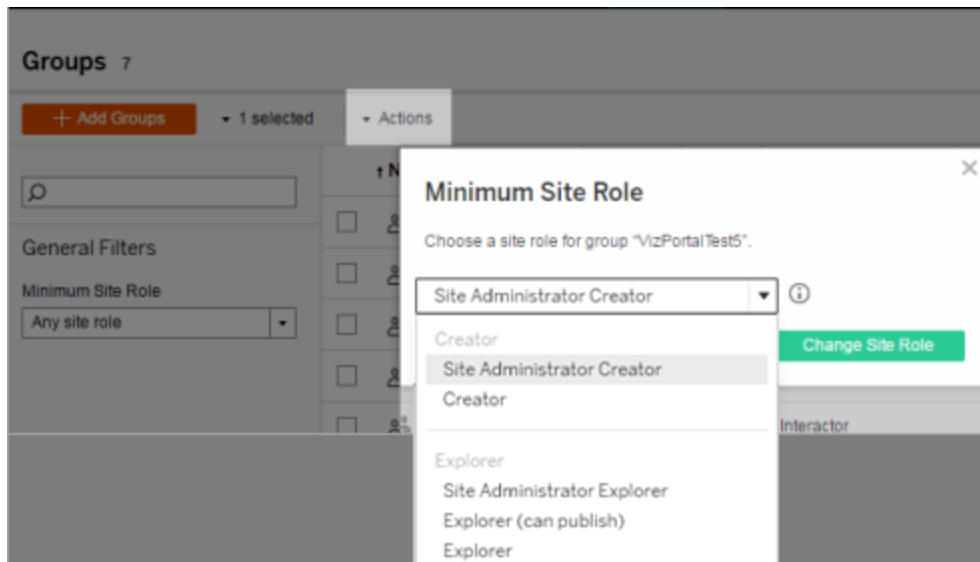 Groups 7
+ Add Groups
1 selected
Actions
↑ N
General Filters
Minimum Site Role
Any site role
Minimum Site Role
Choose a site role for group “VizPortalTest5”.
Site Administrator Creator
Change Site Role
Creator
Site Administrator Creator
Creator
Interactor
Explorer
Site Administrator Explorer
Explorer (can publish)
Explorer